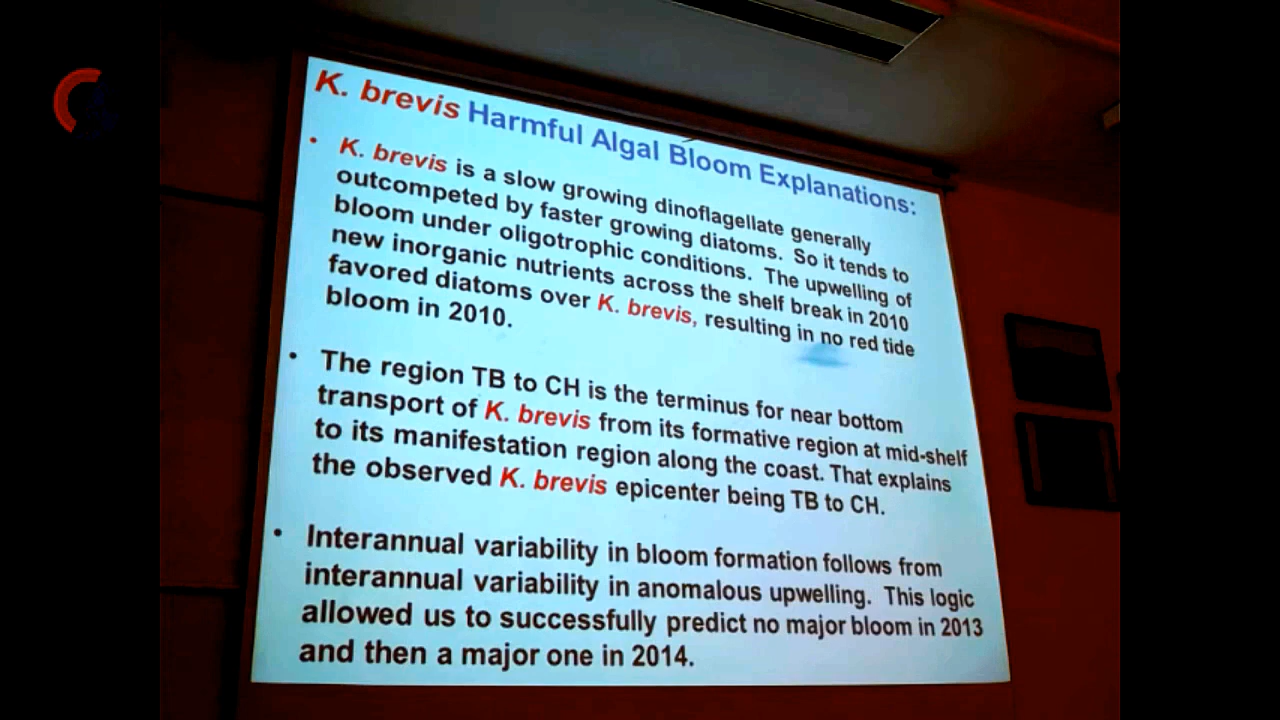 K. brevis Harmful Algal Bloom Explanations:
• K. brevis is a slow growing dinoflagellate generally
outcompeted by faster growing diatoms. So it tends to
bloom under oligotrophic conditions. The upwelling of
new inorganic nutrients across the shelf break in 2010
favored diatoms over K. brevis, resulting in no red tide
bloom in 2010.
• The region TB to CH is the terminus for near bottom
transport of K. brevis from its formative region at mid-shelf
to its manifestation region along the coast. That explains
the observed K. brevis epicenter being TB to CH.
• Interannual variability in bloom formation follows from
interannual variability in anomalous upwelling. This logic
allowed us to successfully predict no major bloom in 2013
and then a major one in 2014.